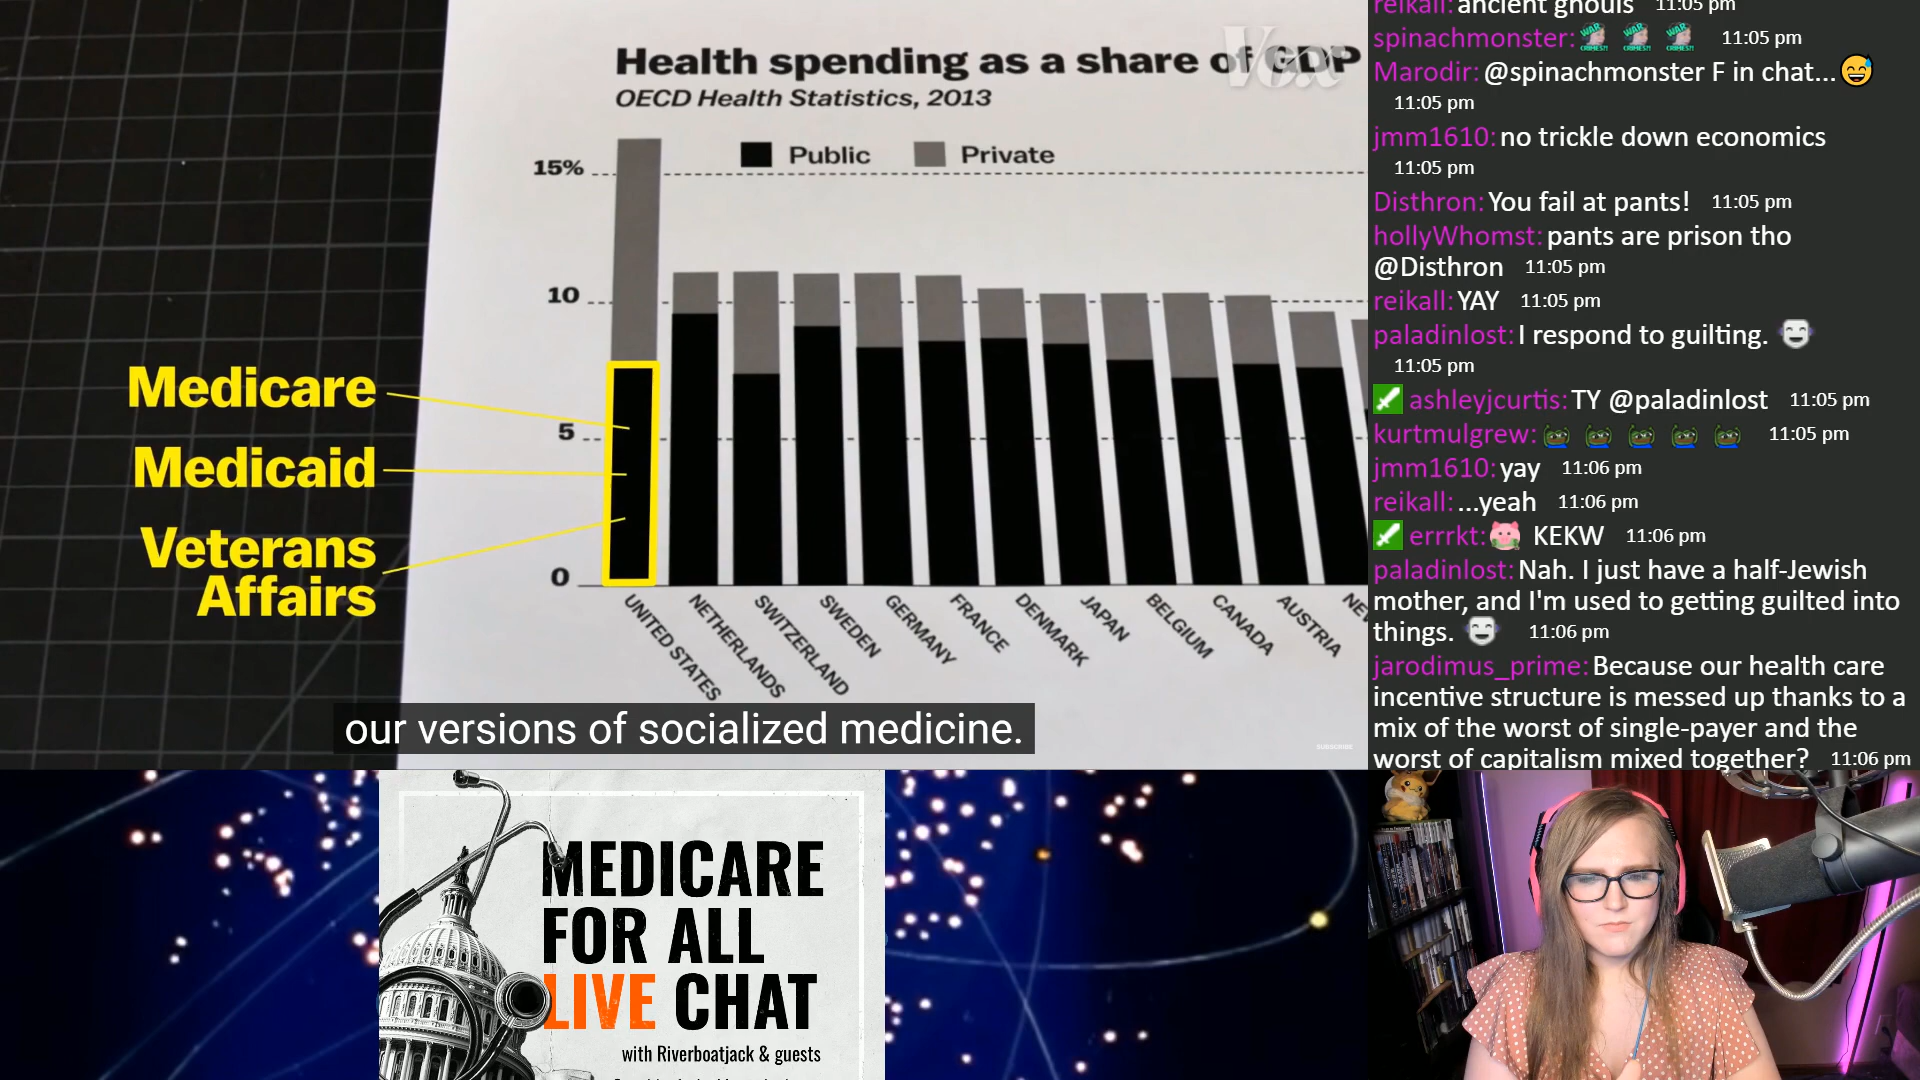 Health spending as a share of GDP
Vox
OECD Health Statistics, 2013
Public
Private
15%
10
5
0
Medicare
Medicaid
Veterans
Affairs
UNITED STATES
NETHERLANDS
SWITZERLAND
SWEDEN
GERMANY
FRANCE
DENMARK
JAPAN
BELGIUM
CANADA
AUSTRIA
our versions of socialized medicine.
SUBSCRIBE
reikall: ancient ghouls 11:05 pm
spinachmonster: 11:05 pm
Marodir: @spinachmonster F in chat...😅
11:05 pm
jmm1610: no trickle down economics
11:05 pm
Disthron: You fail at pants! 11:05 pm
hollyWhomst: pants are prison tho
@Disthron 11:05 pm
reikall: YAY 11:05 pm
paladinlost: I respond to guilting.
11:05 pm
ashleyjcurtis: TY @paladinlost 11:05 pm
kurtmulgrew: 11:05 pm
jmm1610: yay 11:06 pm
reikall: ...yeah 11:06 pm
errrkt: KEKW 11:06 pm
paladinlost: Nah. I just have a half-Jewish
mother, and I'm used to getting guilted into
things. 11:06 pm
jarodimus_prime: Because our health care
incentive structure is messed up thanks to a
mix of the worst of single-payer and the
worst of capitalism mixed together? 11:06 pm
MEDICARE
FOR ALL
LIVE CHAT
with Riverboatjack & guests